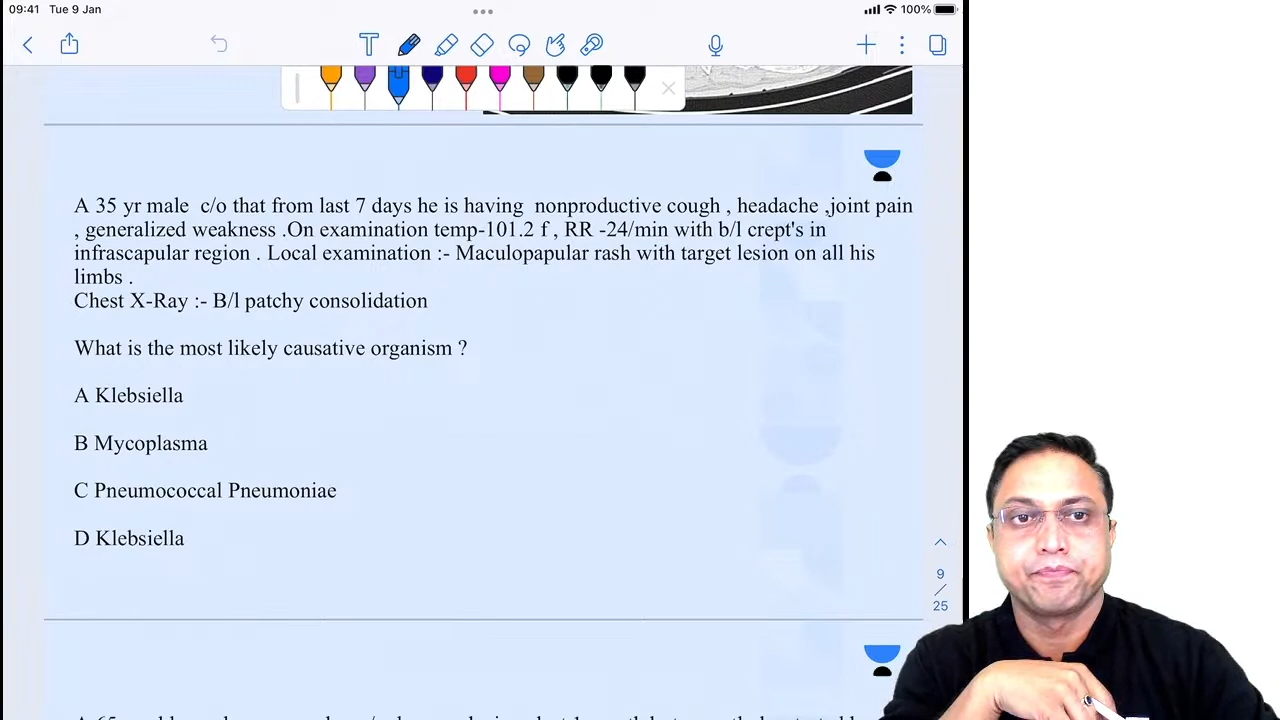 09:41 Tue 9 Jan
100%
T
A 35 yr male c/o that from last 7 days he is having nonproductive cough , headache ,joint pain
, generalized weakness .On examination temp-101.2 f , RR -24/min with b/l crept's in
infrascapular region . Local examination :- Maculopapular rash with target lesion on all his
limbs .
Chest X-Ray :- B/l patchy consolidation
What is the most likely causative organism ?
A Klebsiella
B Mycoplasma
C Pneumococcal Pneumoniae
D Klebsiella
9
/
25